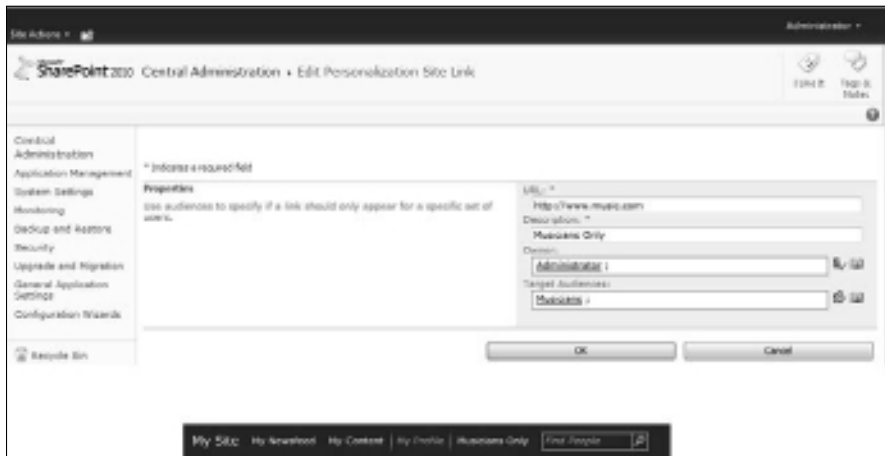 Site Actions
Administrator
SharePoint 2010 Central Administration › Edit Personalization Site Link
I Like It
Tags & Notes
Central Administration
Application Management
System Settings
Monitoring
Backup and Restore
Security
Upgrade and Migration
General Application Settings
Configuration Wizards
Recycle Bin
* Indicates a required field
Properties
Use audiences to specify if a link should only appear for a specific set of
users.
URL: *
http://www.music.com
Description: *
Musicians Only
Owner:
Administrator ;
Target Audiences:
Musicians ;
OK Cancel
My Site My Newsfeed My Content | My Profile | Musicians Only Find People